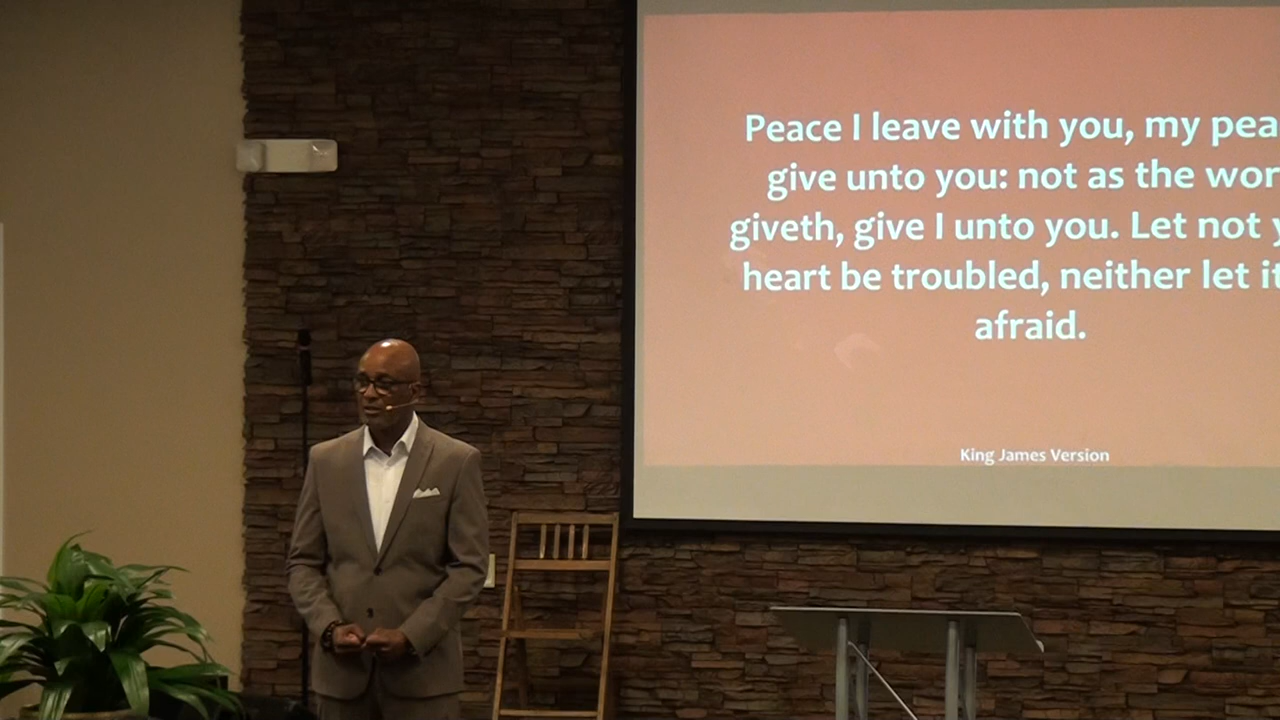 Peace I leave with you, my pea
give unto you: not as the wor
giveth, give I unto you. Let not y
heart be troubled, neither let it
afraid.
King James Version